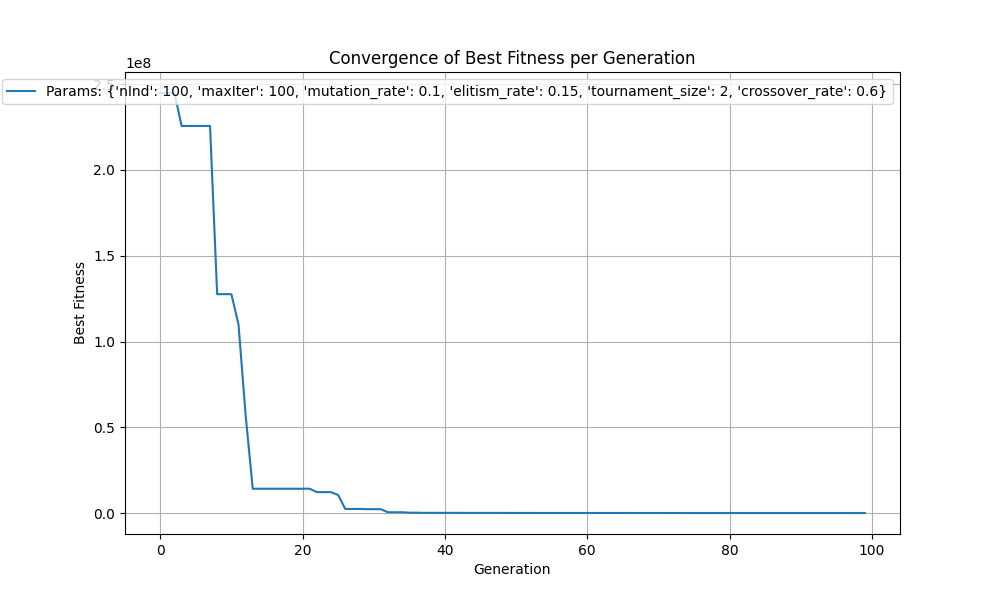 Convergence of Best Fitness per Generation
1e8
2.5
Params: {'nInd': 100, 'maxIter': 100, 'mutation_rate': 0.1, 'elitism_rate': 0.15, 'tournament_size': 2, 'crossover_rate': 0.6}
2.0
1.5
1.0
0.5
0.0
Best Fitness
0 20 40 60 80 100
Generation